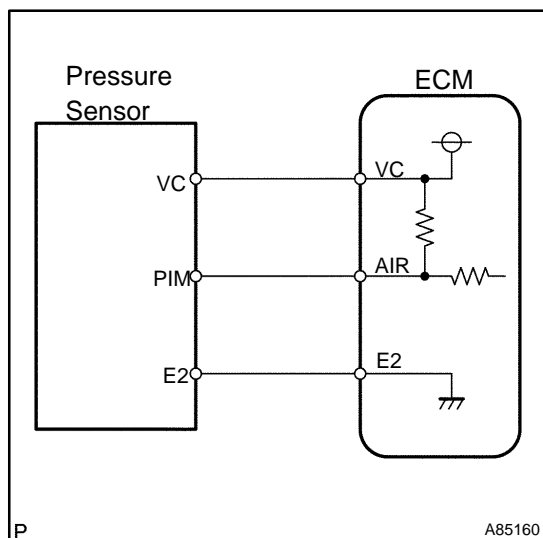 Pressure
Sensor
ECM
VC
VC
PIM
AIR
E2
E2
P
A85160